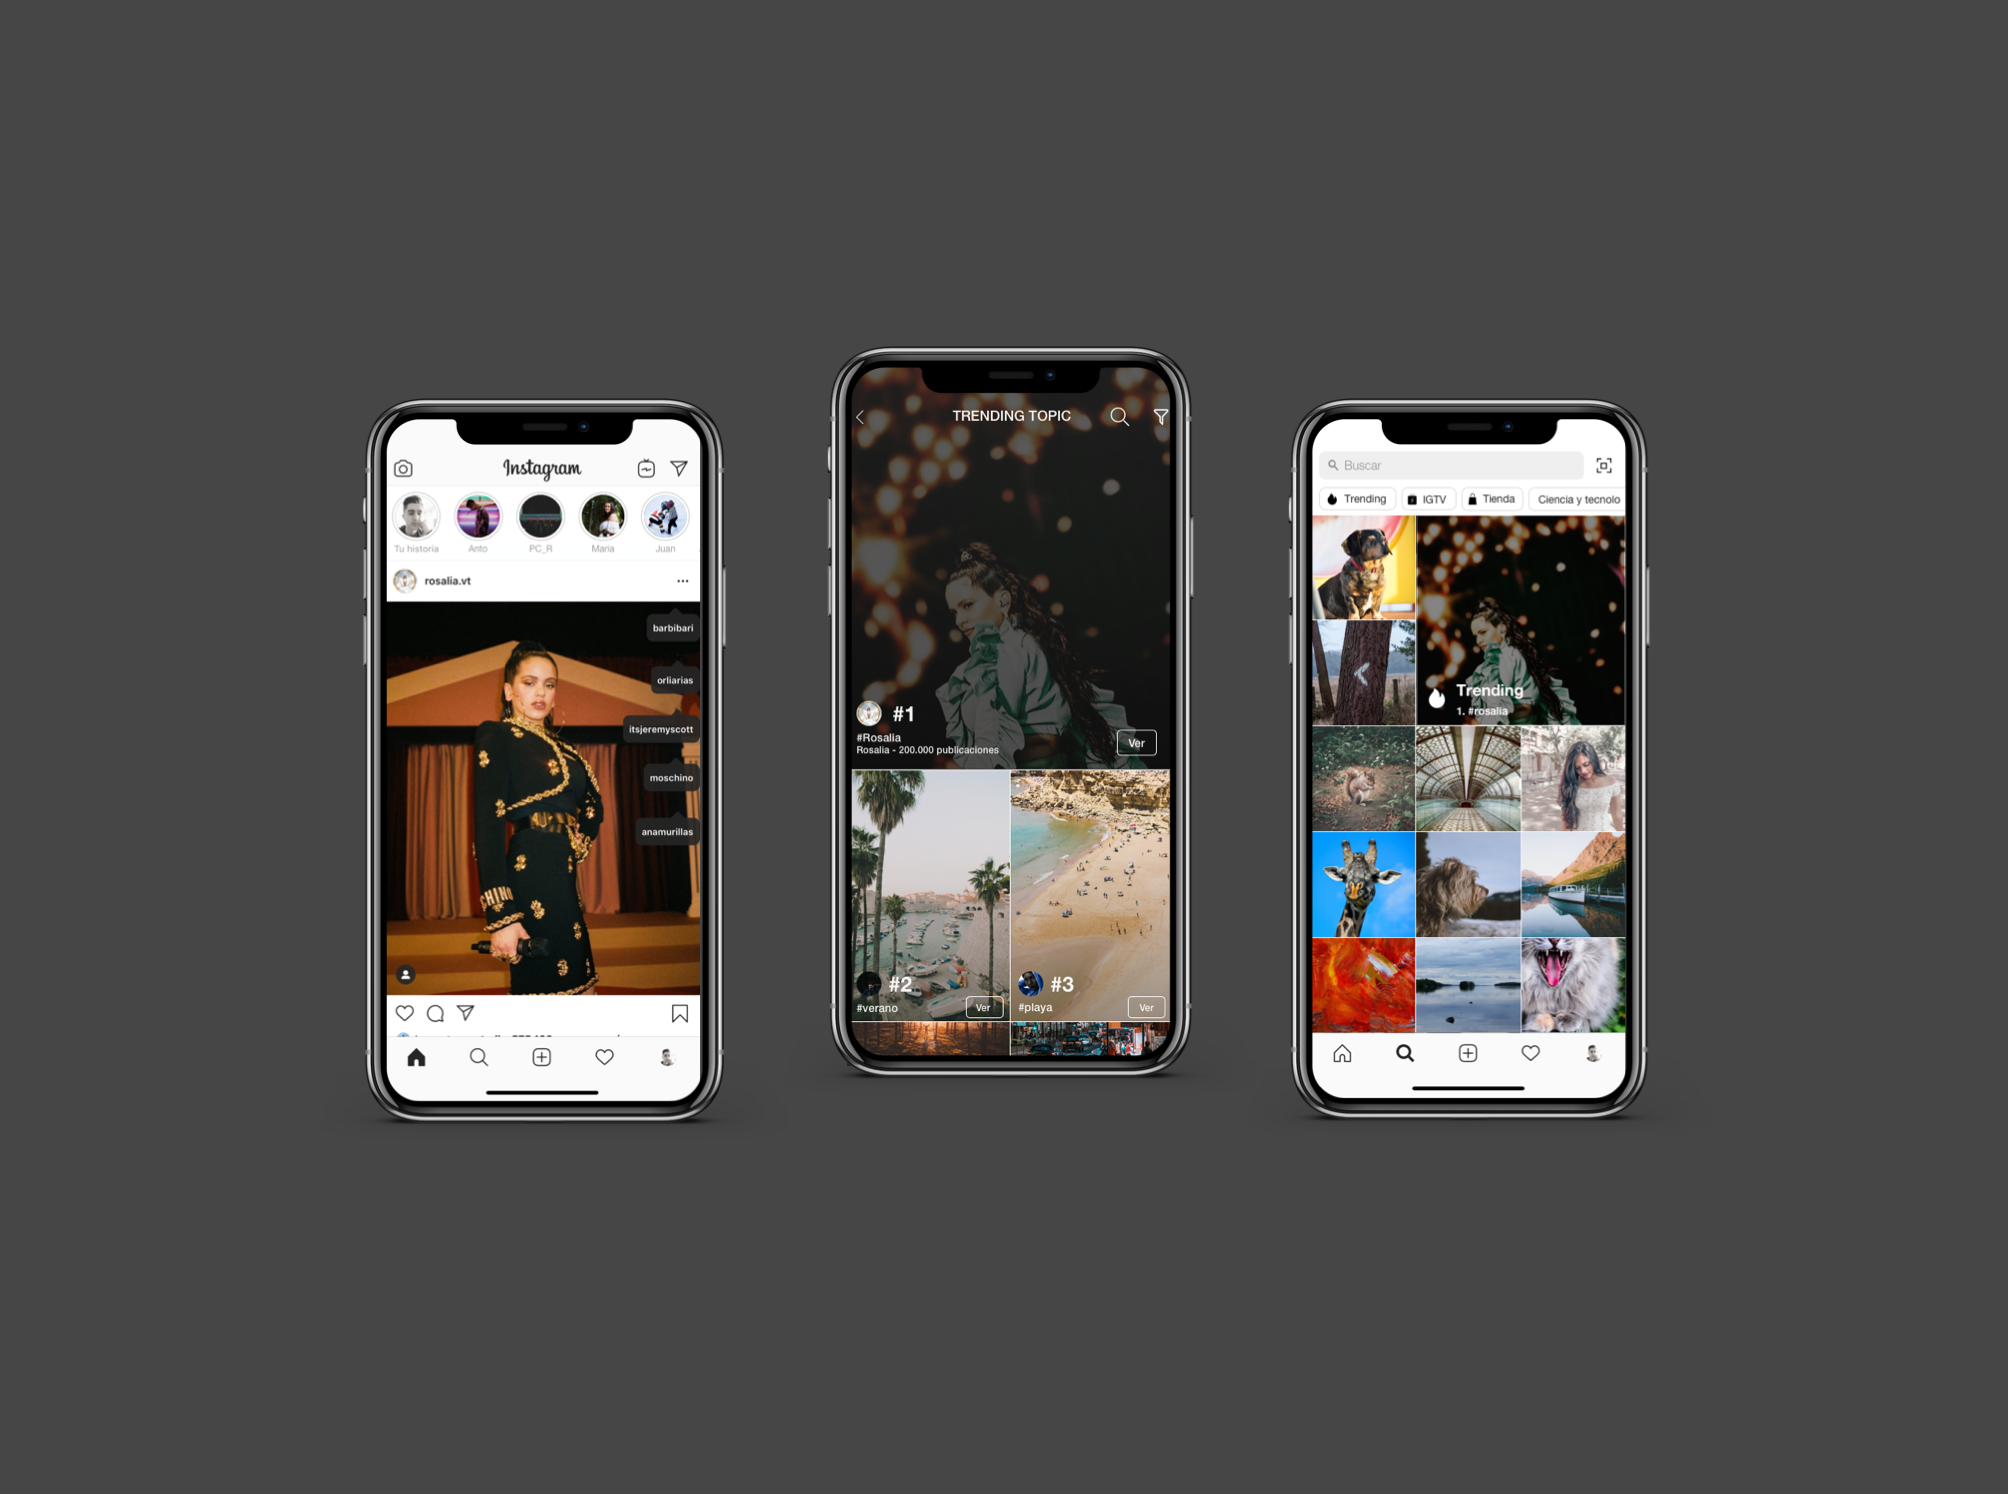 Instagram
Tu historia
Anto
PC_R
Maria
Juan
rosalia.vt
barbibari
orliarias
itsjeremyscott
moschino
anamurillas
TRENDING TOPIC
#1
#Rosalia
Rosalia - 200.000 publicaciones
Ver
#2
#verano
Ver
#3
#playa
Ver
Buscar
Trending
IGTV
Tienda
Ciencia y tecnolo
Trending
1. #rosalia